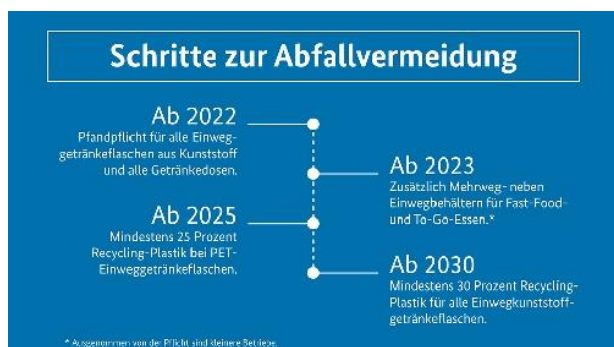 Schritte zur Abfallvermeidung
Ab 2022
Pfandpflicht für alle Einweg-
getränkeflaschen aus Kunststoff
und alle Getränkedosen.
Ab 2023
Zusätzlich Mehrweg- neben
Einwegbehältern für Fast-Food-
und To-Go-Essen.*
Ab 2025
Mindestens 25 Prozent
Recycling-Plastik bei PET-
Einweggetränkeflaschen.
Ab 2030
Mindestens 30 Prozent Recycling-
Plastik für alle Einwegkunststoff-
getränkeflaschen.
* Ausgenommen von der Pflicht sind kleinere Betriebe.